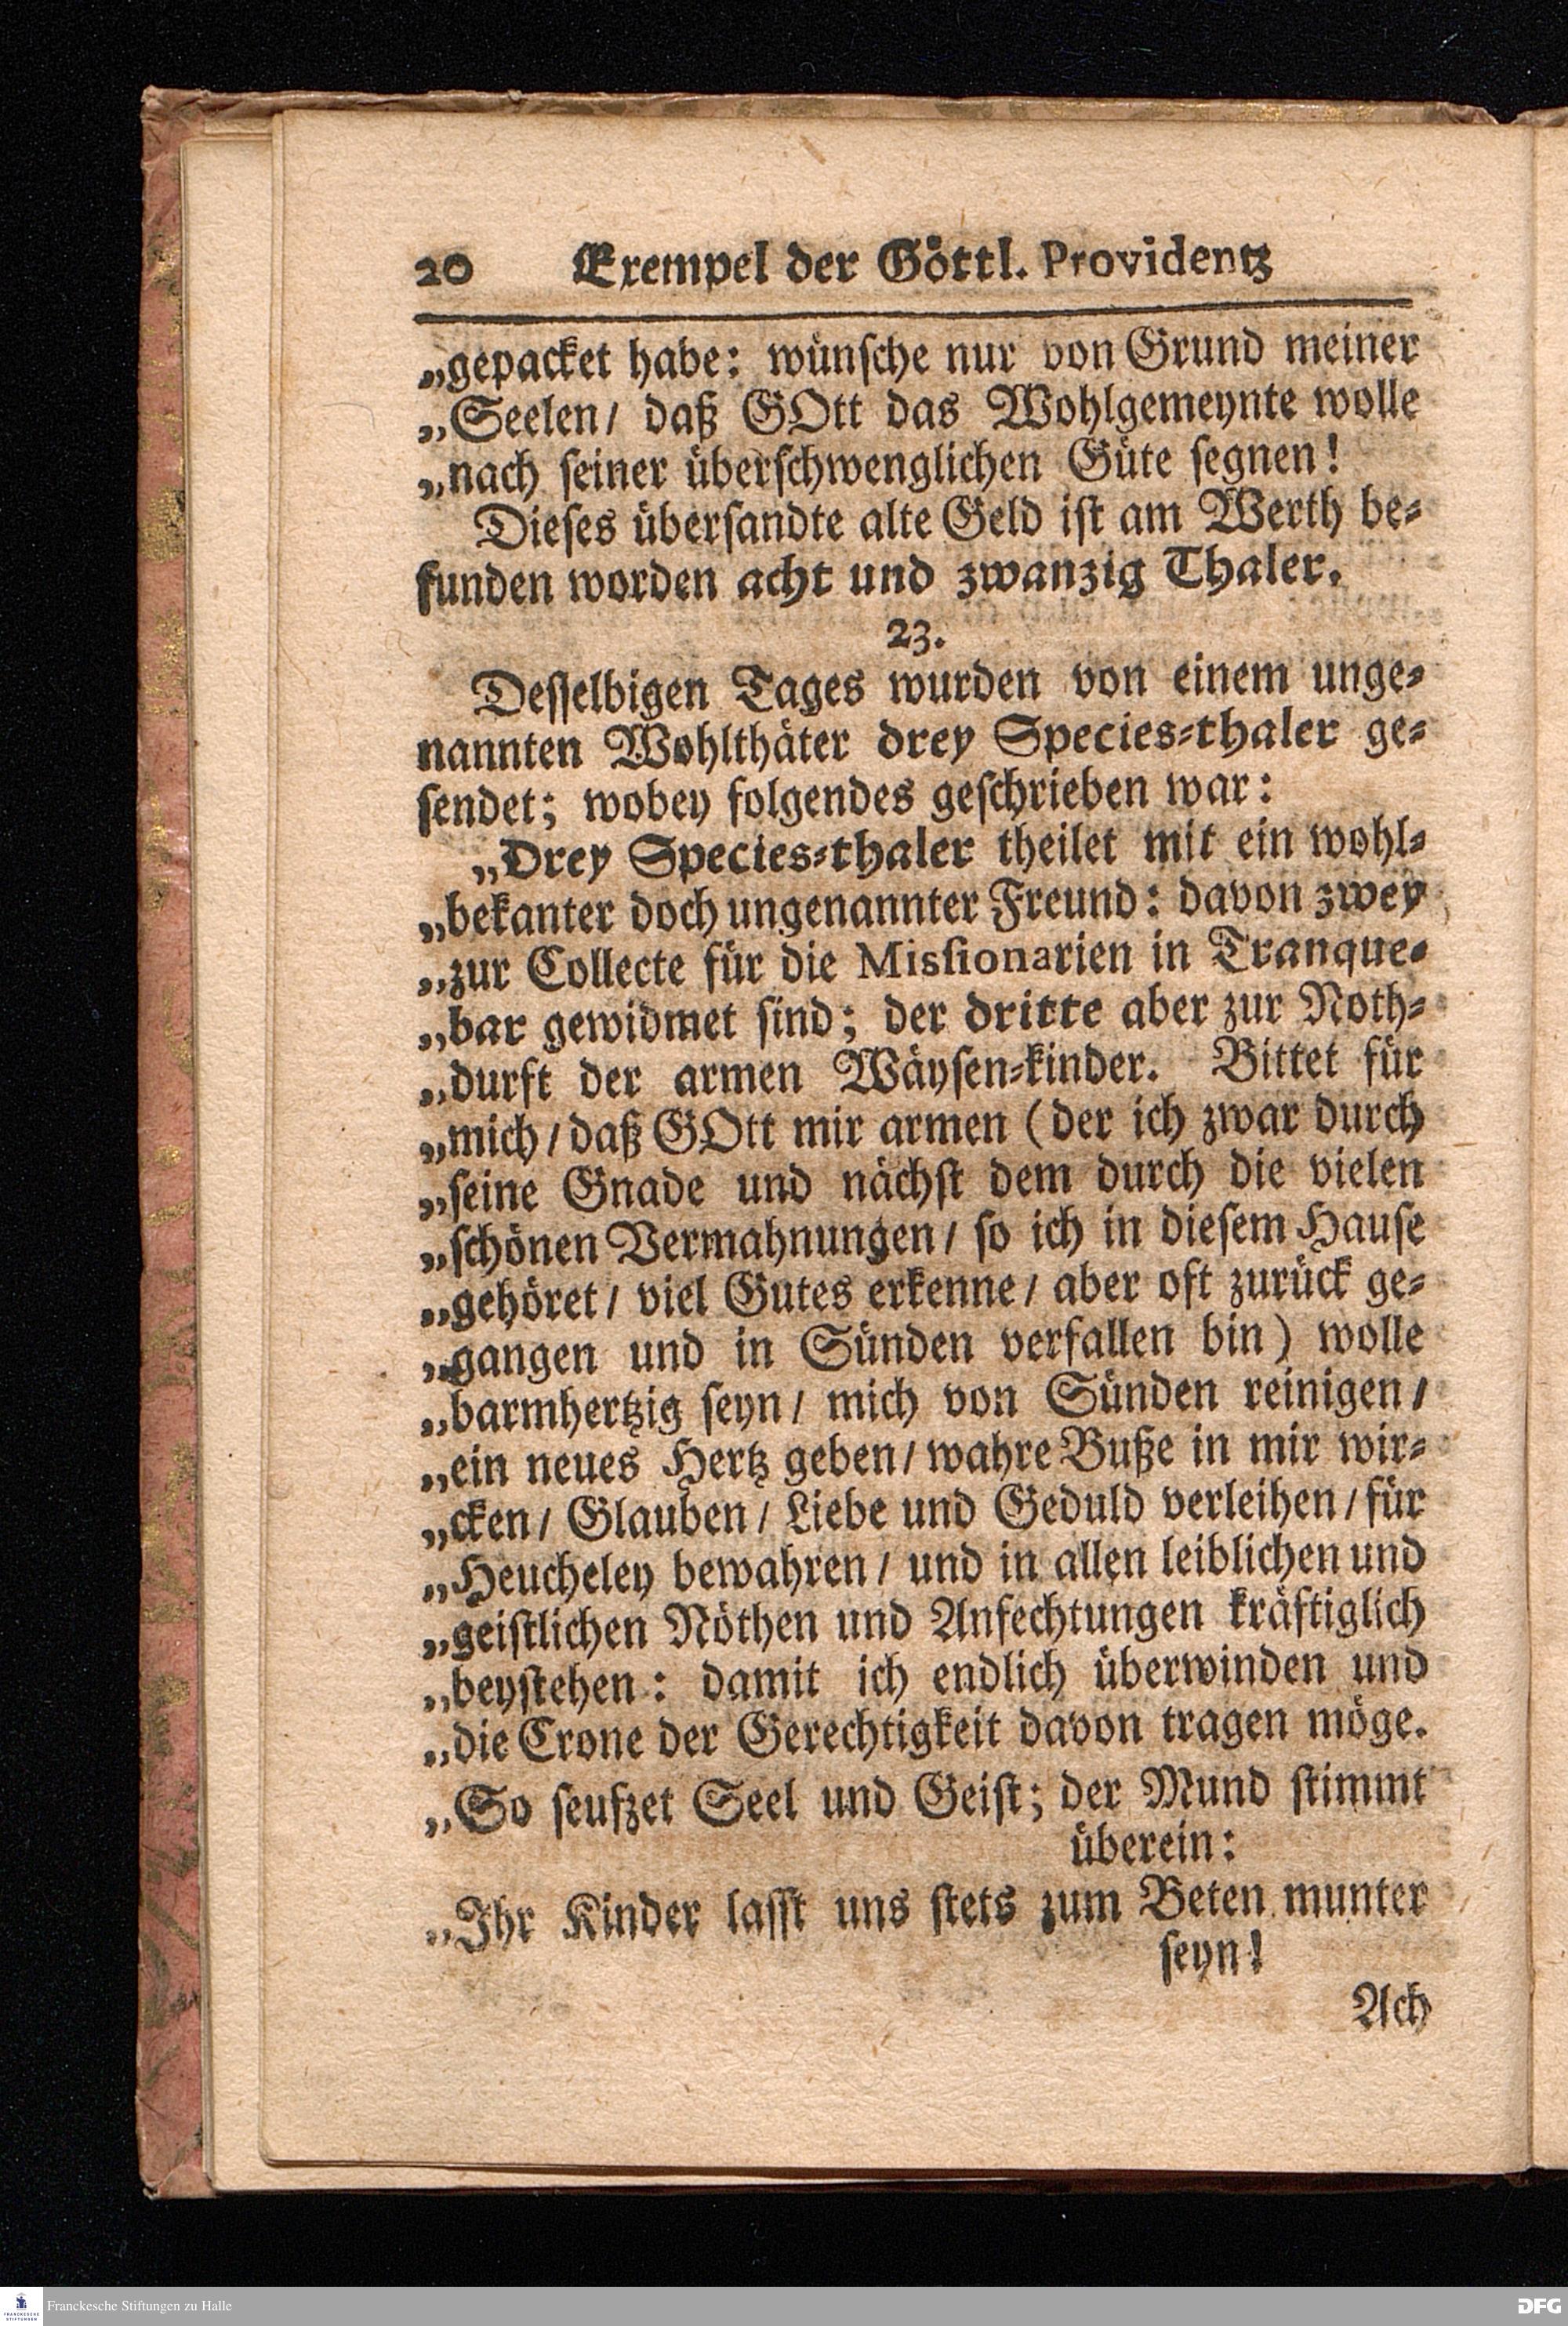 20 Exempel der Göttl. Providentz
„gepacket habe: wünsche nur von Grund meiner
„Seelen/ daß GOtt das Wohlgemeynte wolle
„nach seiner überschwenglichen Güte segnen!
Dieses übersandte alte Geld ist am Werth be-
funden worden acht und zwanzig Thaler.
23.
Desselbigen Tages wurden von einem unge-
nannten Wohlthäter drey Species-thaler ge-
sendet; wobey folgendes geschrieben war:
„Drey Species-thaler theilet mit ein wohl-
„bekanter doch ungenannter Freund: davon zwey
„zur Collecte für die Missionarien in Tranque-
„bar gewidmet sind; der dritte aber zur Noth-
„durft der armen Wäysen-kinder. Bittet für
„mich/ daß GOtt mir armen (der ich zwar durch
„seine Gnade und nächst dem durch die vielen
„schönen Vermahnungen/ so ich in diesem Hause
„gehöret/ viel Gutes erkenne/ aber oft zurück ge-
„gangen und in Sünden verfallen bin) wolle
„barmhertzig seyn/ mich von Sünden reinigen/
„ein neues Hertz geben/ wahre Buße in mir wir-
„cken/ Glauben/ Liebe und Geduld verleihen/ für
„Heucheley bewahren/ und in allen leiblichen und
„geistlichen Nöthen und Anfechtungen kräftiglich
„beystehen: damit ich endlich überwinden und
„die Crone der Gerechtigkeit davon tragen möge.
„So seufzet Seel und Geist; der Mund stimmt
überein:
„Ihr Kinder lasst uns stets zum Beten munter
seyn!
Ach
FRANCKESCHE STIFTUNGEN
Franckesche Stiftungen zu Halle
DFG